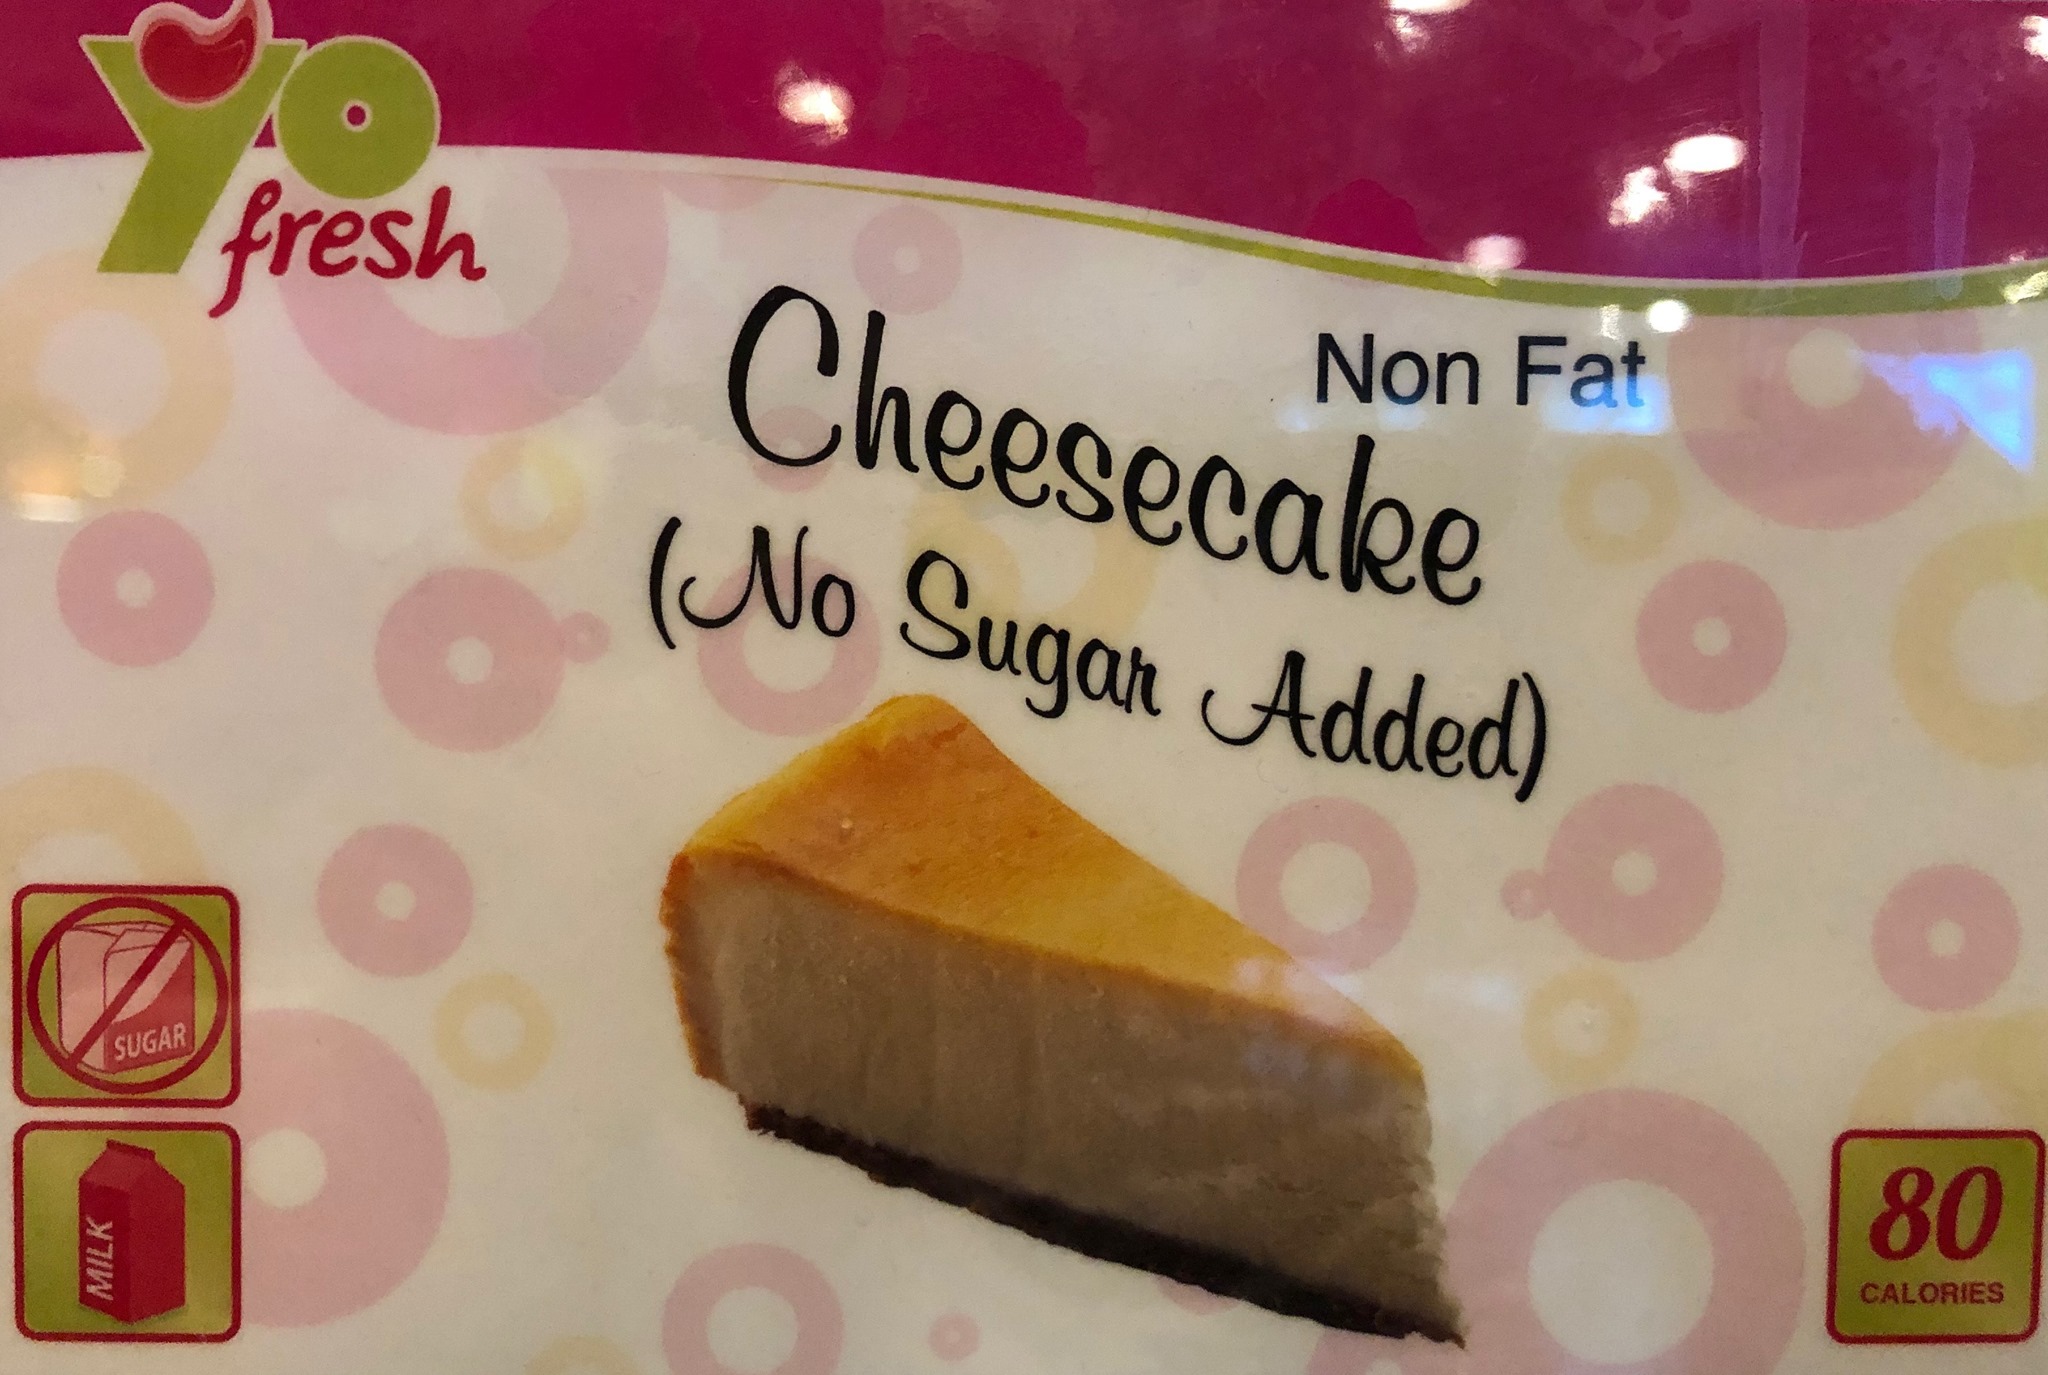 Yo
fresh
Non Fat
Cheesecake
(No Sugar Added)
SUGAR
MILK
80
CALORIES